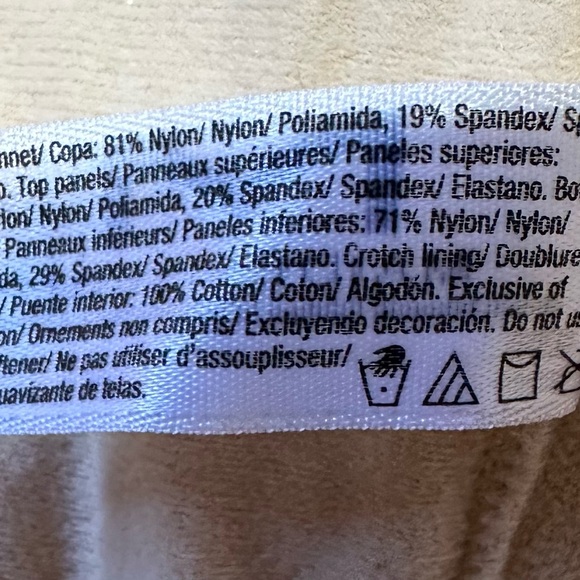 nnet/ Copa: 81% Nylon/ Nylon/ Poliamida, 19% Spandex/ Sp
o. Top panels/ Panneaux supérieures/ Paneles superiores:
lon/ Nylon/ Poliamida, 20% Spandex/ Spandex/ Elastano. Bo
Panneaux inférieurs/ Paneles inferiores: 71% Nylon/ Nylon/
da, 29% Spandex/ Spandex/ Elastano. Crotch lining/ Doublure
/ Puente interior: 100% Cotton/ Coton/ Algodón. Exclusive of
on/ Ornements non compris/ Excluyendo decoración. Do not us
ftener/ Ne pas utiliser d'assouplisseur/
uavizante de telas.